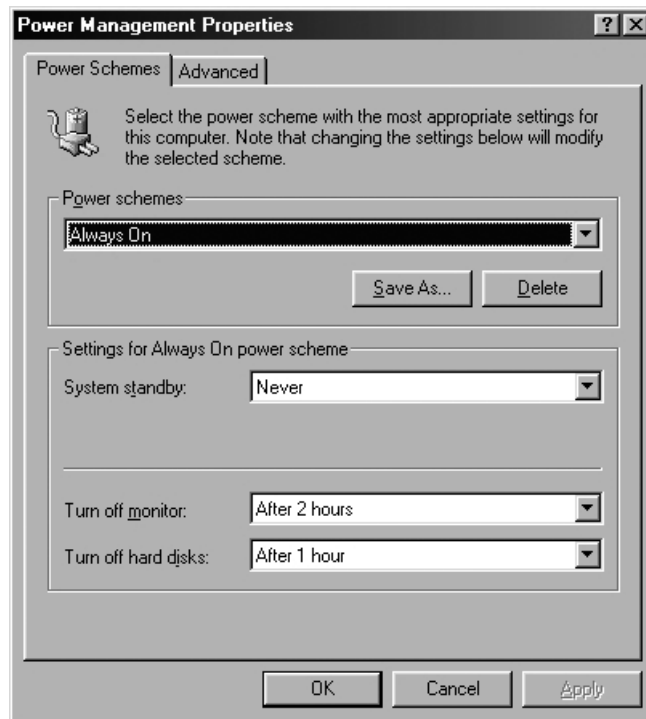 Power Management Properties
Power Schemes
Advanced
Select the power scheme with the most appropriate settings for
this computer. Note that changing the settings below will modify
the selected scheme.
Power schemes
Always On
Save As...
Delete
Settings for Always On power scheme
System standby:
Never
Turn off monitor:
After 2 hours
Turn off hard disks:
After 1 hour
OK
Cancel
Apply